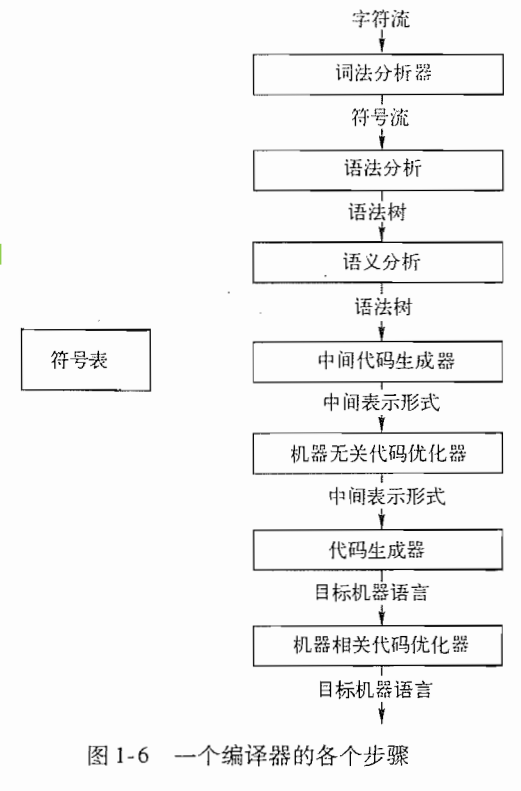 字符流
词法分析器
符号流
语法分析
语法树
语义分析
语法树
符号表
中间代码生成器
中间表示形式
机器无关代码优化器
中间表示形式
代码生成器
目标机器语言
机器相关代码优化器
目标机器语言
图 1-6 一个编译器的各个步骤